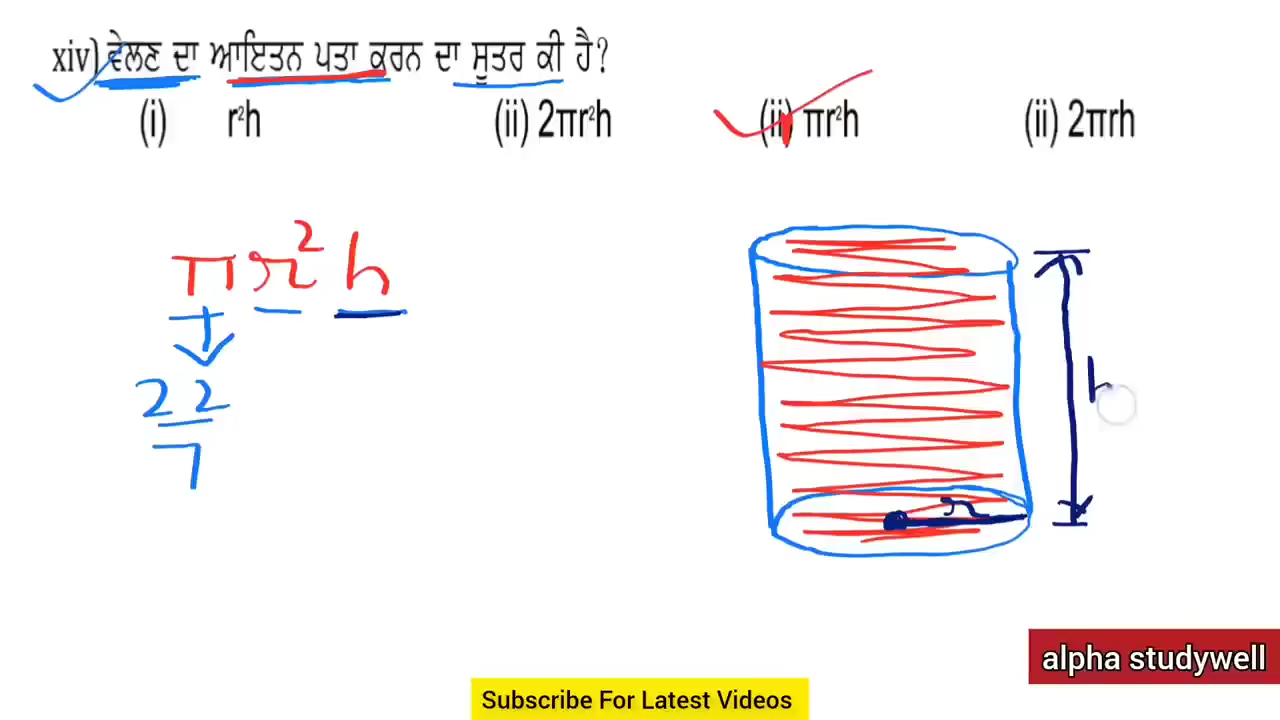 xiv) ਵੇਲਣ ਦਾ ਆਇਤਨ ਪਤਾ ਕਰਨ ਦਾ ਸੂਤਰ ਕੀ ਹੈ?
(i) r²h (ii) 2πr²h (ii) πr²h (ii) 2πrh
πr²h
22
7
h
r
alpha studywell
Subscribe For Latest Videos